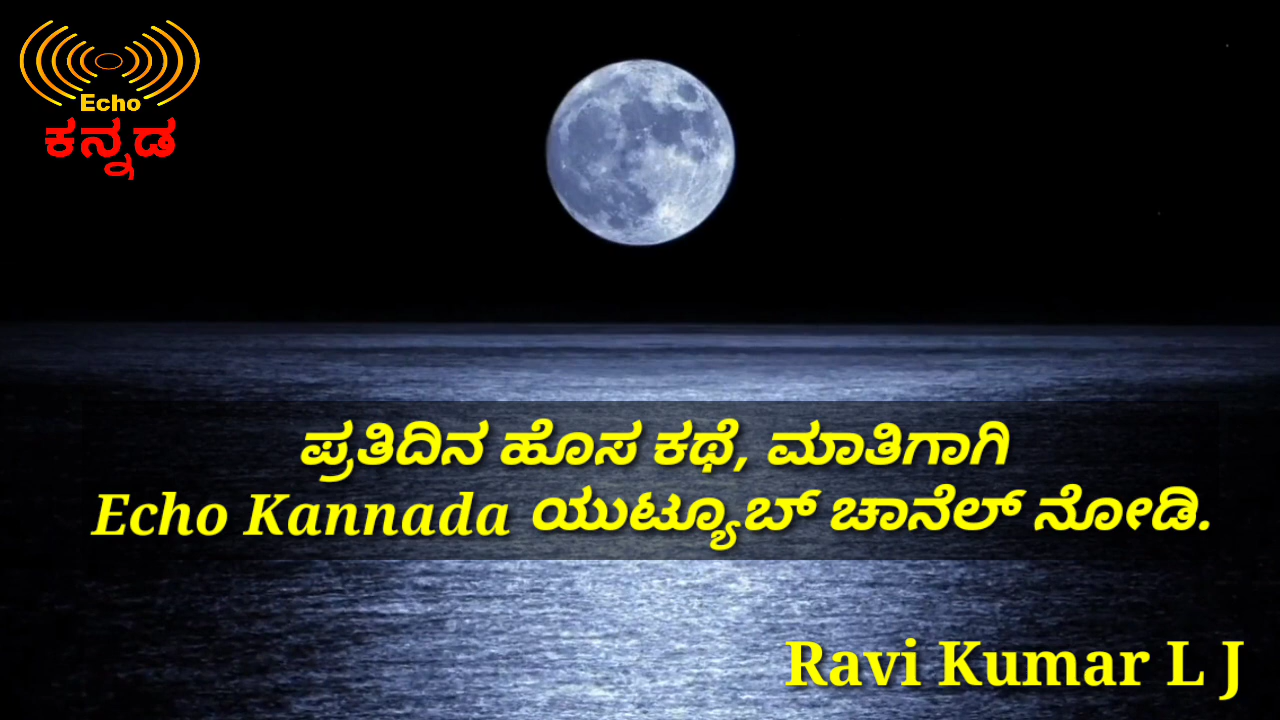 Echo
ಕನ್ನಡ
ಪ್ರತಿದಿನ ಹೊಸ ಕಥೆ, ಮಾತಿಗಾಗಿ
Echo Kannada ಯುಟ್ಯೂಬ್ ಚಾನೆಲ್ ನೋಡಿ.
Ravi Kumar L J